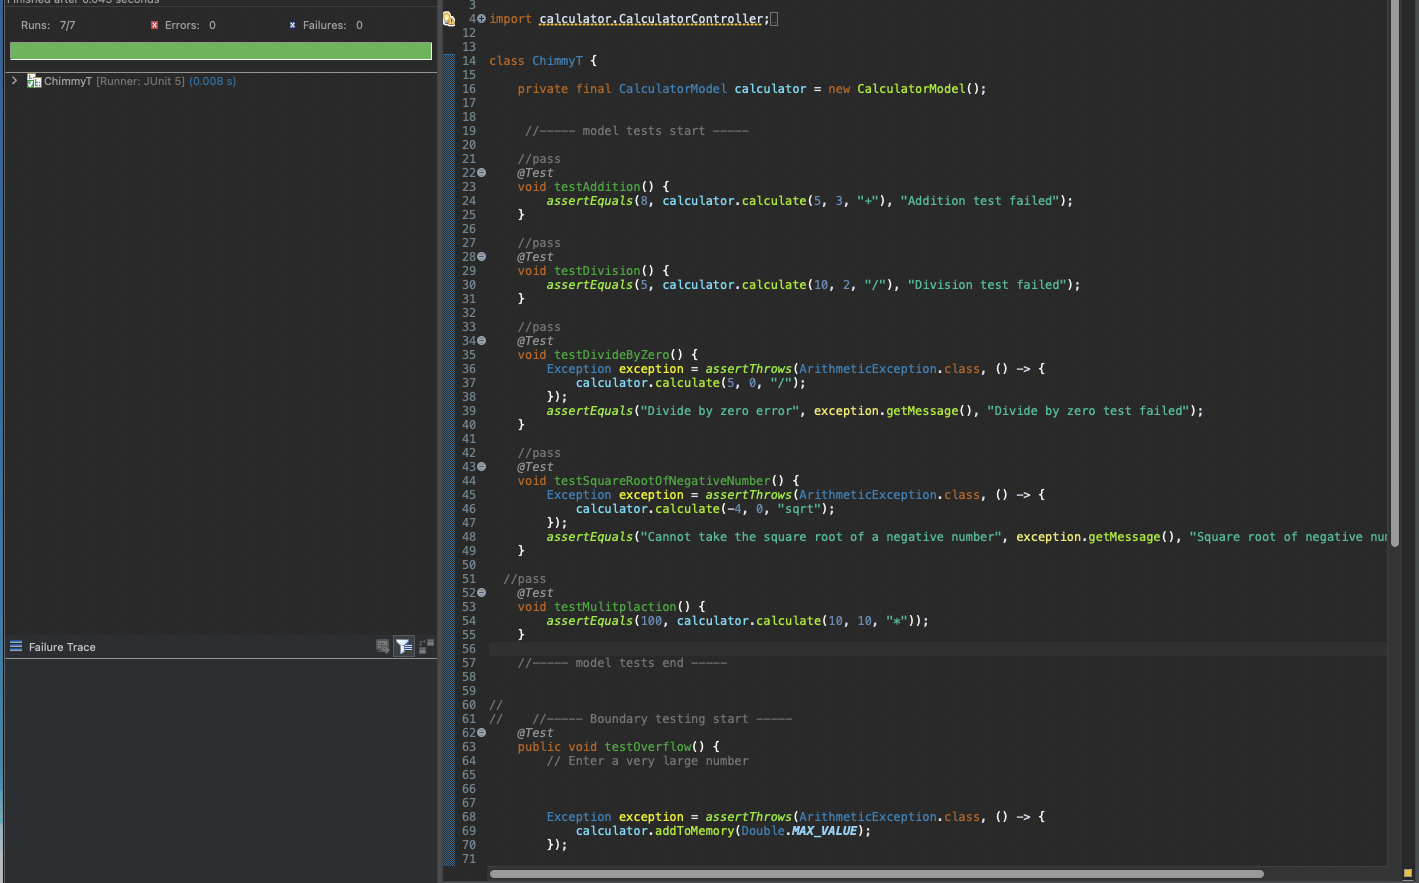 Finished after 0.043 seconds
Runs: 7/7 Errors: 0 Failures: 0
ChimmyT [Runner: JUnit 5] (0.008 s)
Failure Trace
3
4 import calculator.CalculatorController;
12
13
14 class ChimmyT {
15
16 private final CalculatorModel calculator = new CalculatorModel();
17
18
19 //----- model tests start -----
20
21 //pass
22 @Test
23 void testAddition() {
24 assertEquals(8, calculator.calculate(5, 3, "+"), "Addition test failed");
25 }
26
27 //pass
28 @Test
29 void testDivision() {
30 assertEquals(5, calculator.calculate(10, 2, "/"), "Division test failed");
31 }
32
33 //pass
34 @Test
35 void testDivideByZero() {
36 Exception exception = assertThrows(ArithmeticException.class, () -> {
37 calculator.calculate(5, 0, "/");
38 });
39 assertEquals("Divide by zero error", exception.getMessage(), "Divide by zero test failed");
40 }
41
42 //pass
43 @Test
44 void testSquareRootOfNegativeNumber() {
45 Exception exception = assertThrows(ArithmeticException.class, () -> {
46 calculator.calculate(-4, 0, "sqrt");
47 });
48 assertEquals("Cannot take the square root of a negative number", exception.getMessage(), "Square root of negative
49 }
50
51 //pass
52 @Test
53 void testMulitplaction() {
54 assertEquals(100, calculator.calculate(10, 10, "*"));
55 }
56
57 //----- model tests end -----
58
59
60 //
61 // //----- Boundary testing start -----
62 @Test
63 public void testOverflow() {
64 // Enter a very large number
65
66
67
68 Exception exception = assertThrows(ArithmeticException.class, () -> {
69 calculator.addToMemory(Double.MAX_VALUE);
70 });
71